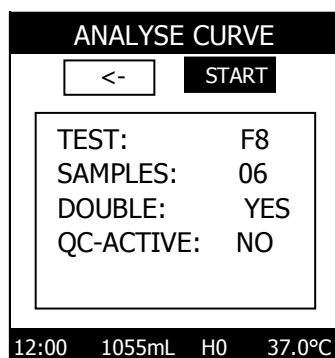 ANALYSE CURVE
<- START
TEST: F8
SAMPLES: 06
DOUBLE: YES
QC-ACTIVE: NO
12:00 1055mL H0 37.0°C